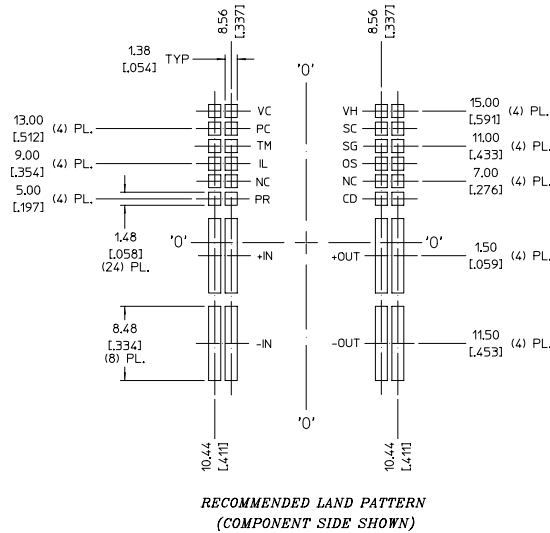 8.56
[.337]
8.56
[.337]
1.38
[.054]
TYP
'0'
VC
VH
15.00
[.591]
(4) PL.
13.00
[.512]
(4) PL.
PC
SC
TM
SG
11.00
[.433]
(4) PL.
9.00
[.354]
(4) PL.
IL
OS
NC
NC
7.00
[.276]
(4) PL.
5.00
[.197]
(4) PL.
PR
CD
1.48
[.058]
(24) PL.
'0'
'0'
+IN
+OUT
1.50
[.059]
(4) PL.
8.48
[.334]
(8) PL.
-IN
-OUT
11.50
[.453]
(4) PL.
'0'
10.44
[.411]
10.44
[.411]
RECOMMENDED LAND PATTERN
(COMPONENT SIDE SHOWN)